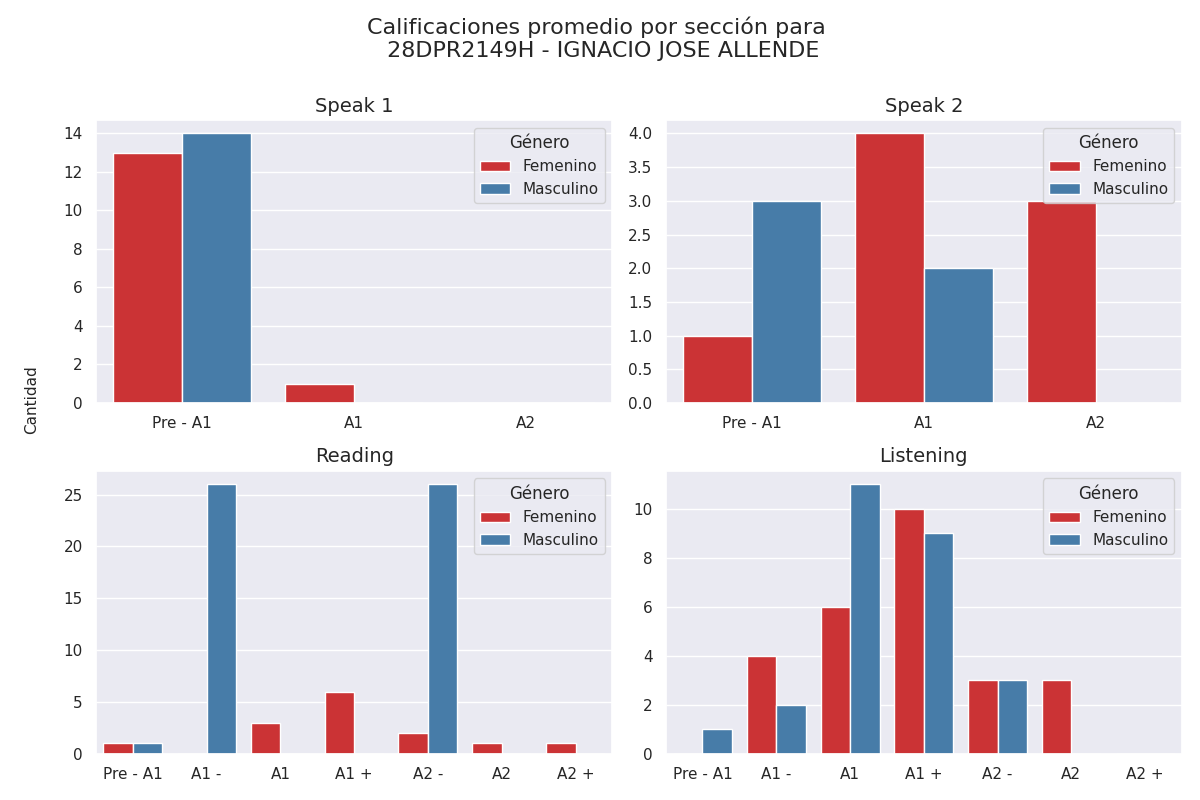 Calificaciones promedio por sección para
28DPR2149H - IGNACIO JOSE ALLENDE
Cantidad
Speak 1
14
12
10
8
6
4
2
0
Pre - A1 A1 A2
Género
Femenino
Masculino
Speak 2
4.0
3.5
3.0
2.5
2.0
1.5
1.0
0.5
0.0
Pre - A1 A1 A2
Género
Femenino
Masculino
Reading
25
20
15
10
5
0
Pre - A1 A1 - A1 A1 + A2 - A2 A2 +
Género
Femenino
Masculino
Listening
10
8
6
4
2
0
Pre - A1 A1 - A1 A1 + A2 - A2 A2 +
Género
Femenino
Masculino